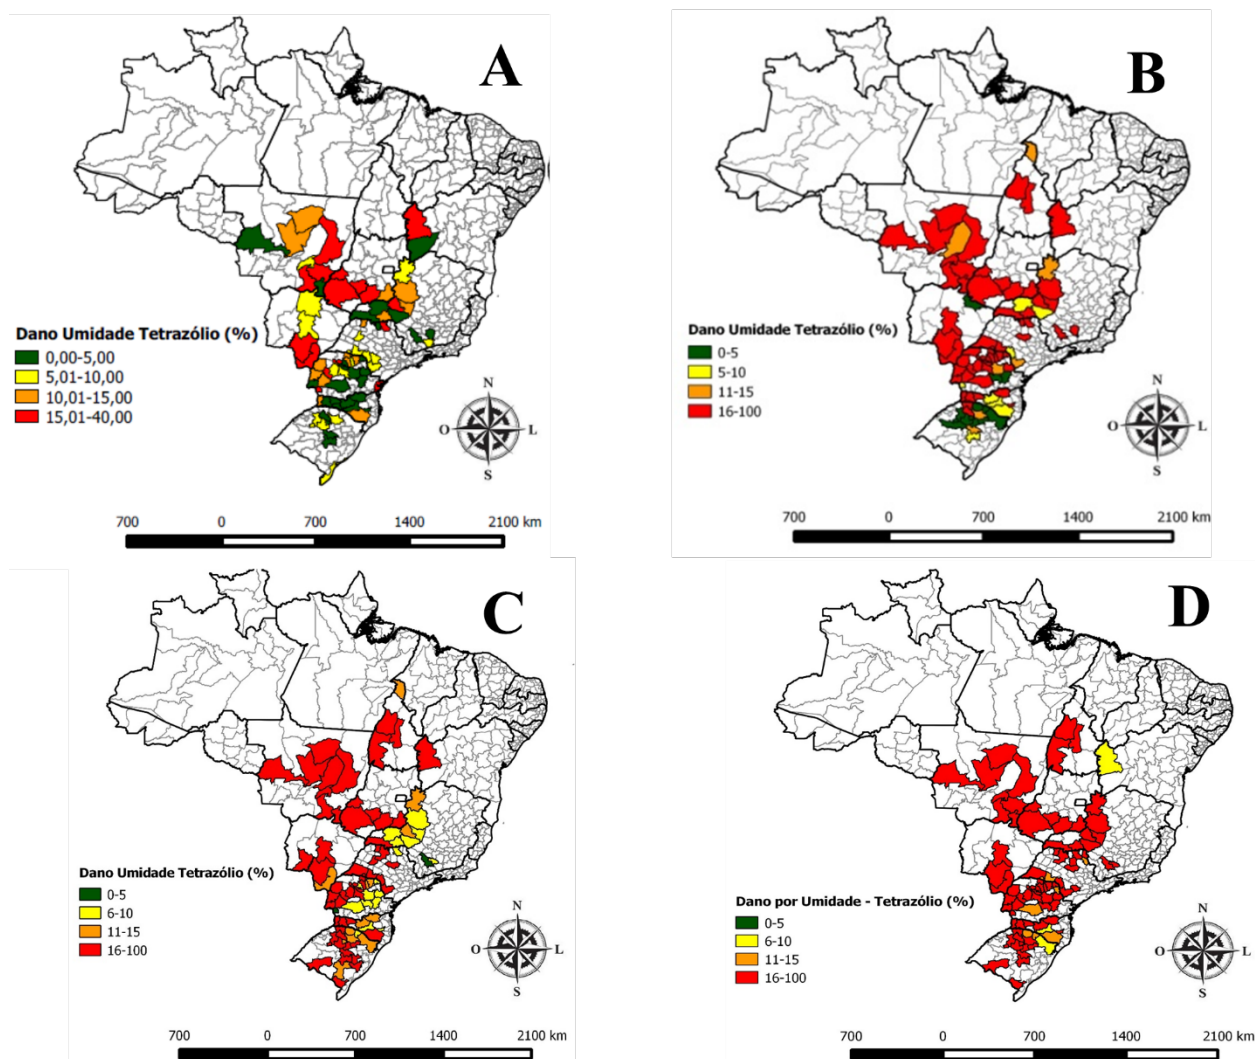 A
Dano Umidade Tetrazólio (%)
0,00-5,00
5,01-10,00
10,01-15,00
15,01-40,00
N
O
L
S
700 0 700 1400 2100 km
B
Dano Umidade Tetrazólio (%)
0-5
5-10
11-15
16-100
N
O
L
S
700 0 700 1400 2100 km
C
Dano Umidade Tetrazólio (%)
0-5
6-10
11-15
16-100
N
O
L
S
700 0 700 1400 2100 km
D
Dano por Umidade - Tetrazólio (%)
0-5
6-10
11-15
16-100
N
O
L
S
700 0 700 1400 2100 km